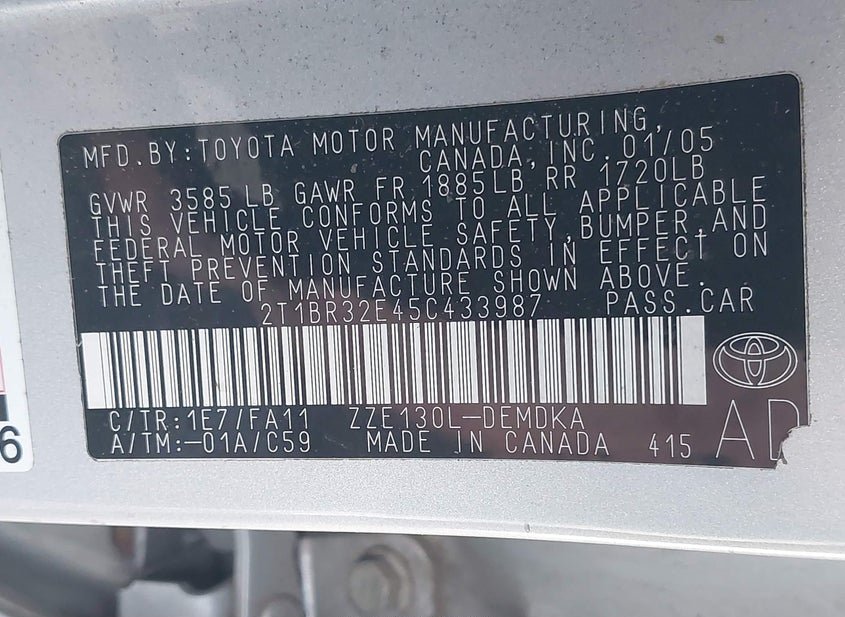 MFD.BY:TOYOTA MOTOR MANUFACTURING,
CANADA,INC. 01/05
GVWR 3585 LB GAWR FR 1885LB RR 1720LB
THIS VEHICLE CONFORMS TO ALL APPLICABLE
FEDERAL MOTOR VEHICLE SAFETY,BUMPER,AND
THEFT PREVENTION STANDARDS IN EFFECT ON
THE DATE OF MANUFACTURE SHOWN ABOVE.
2T1BR32E45C433987 PASS.CAR
C/TR:1E7/FA11 ZZE130L-DEMDKA
A/TM:-01A/C59 MADE IN CANADA 415 AD
6